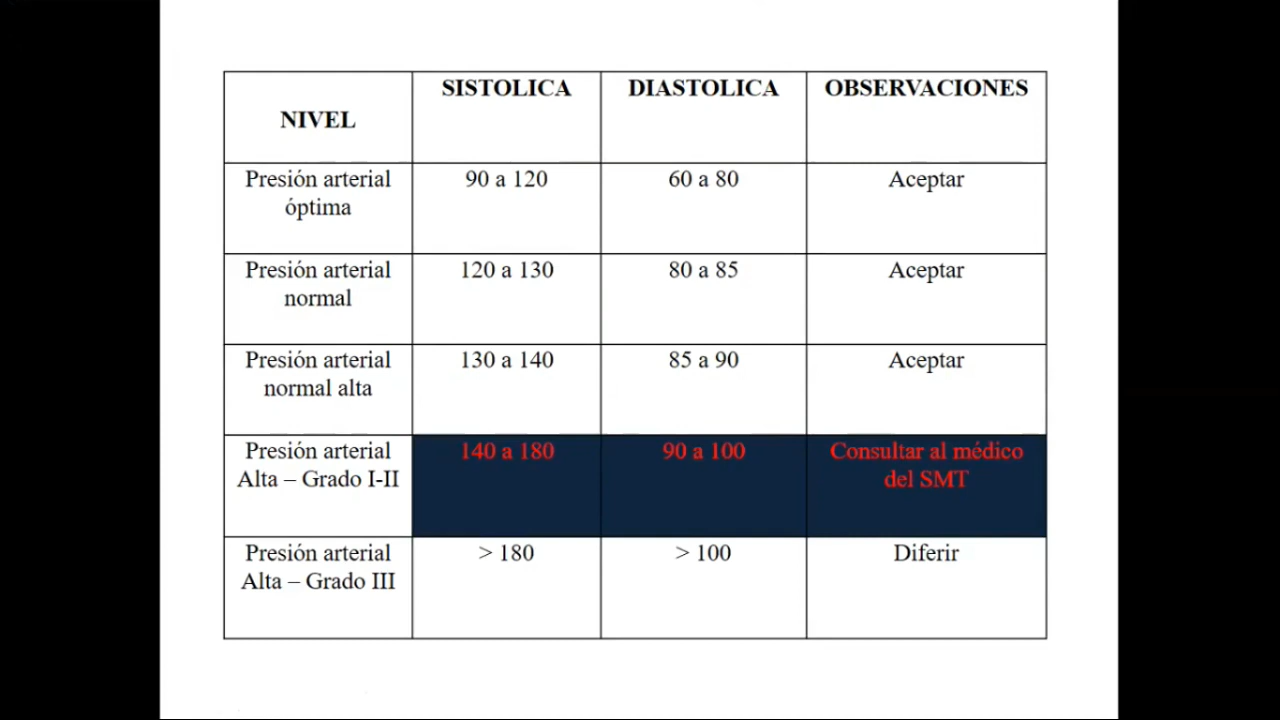 NIVEL
SISTOLICA
DIASTOLICA
OBSERVACIONES
Presión arterial
óptima
90 a 120
60 a 80
Aceptar
Presión arterial
normal
120 a 130
80 a 85
Aceptar
Presión arterial
normal alta
130 a 140
85 a 90
Aceptar
Presión arterial
Alta – Grado I-II
140 a 180
90 a 100
Consultar al médico
del SMT
Presión arterial
Alta – Grado III
> 180
> 100
Diferir